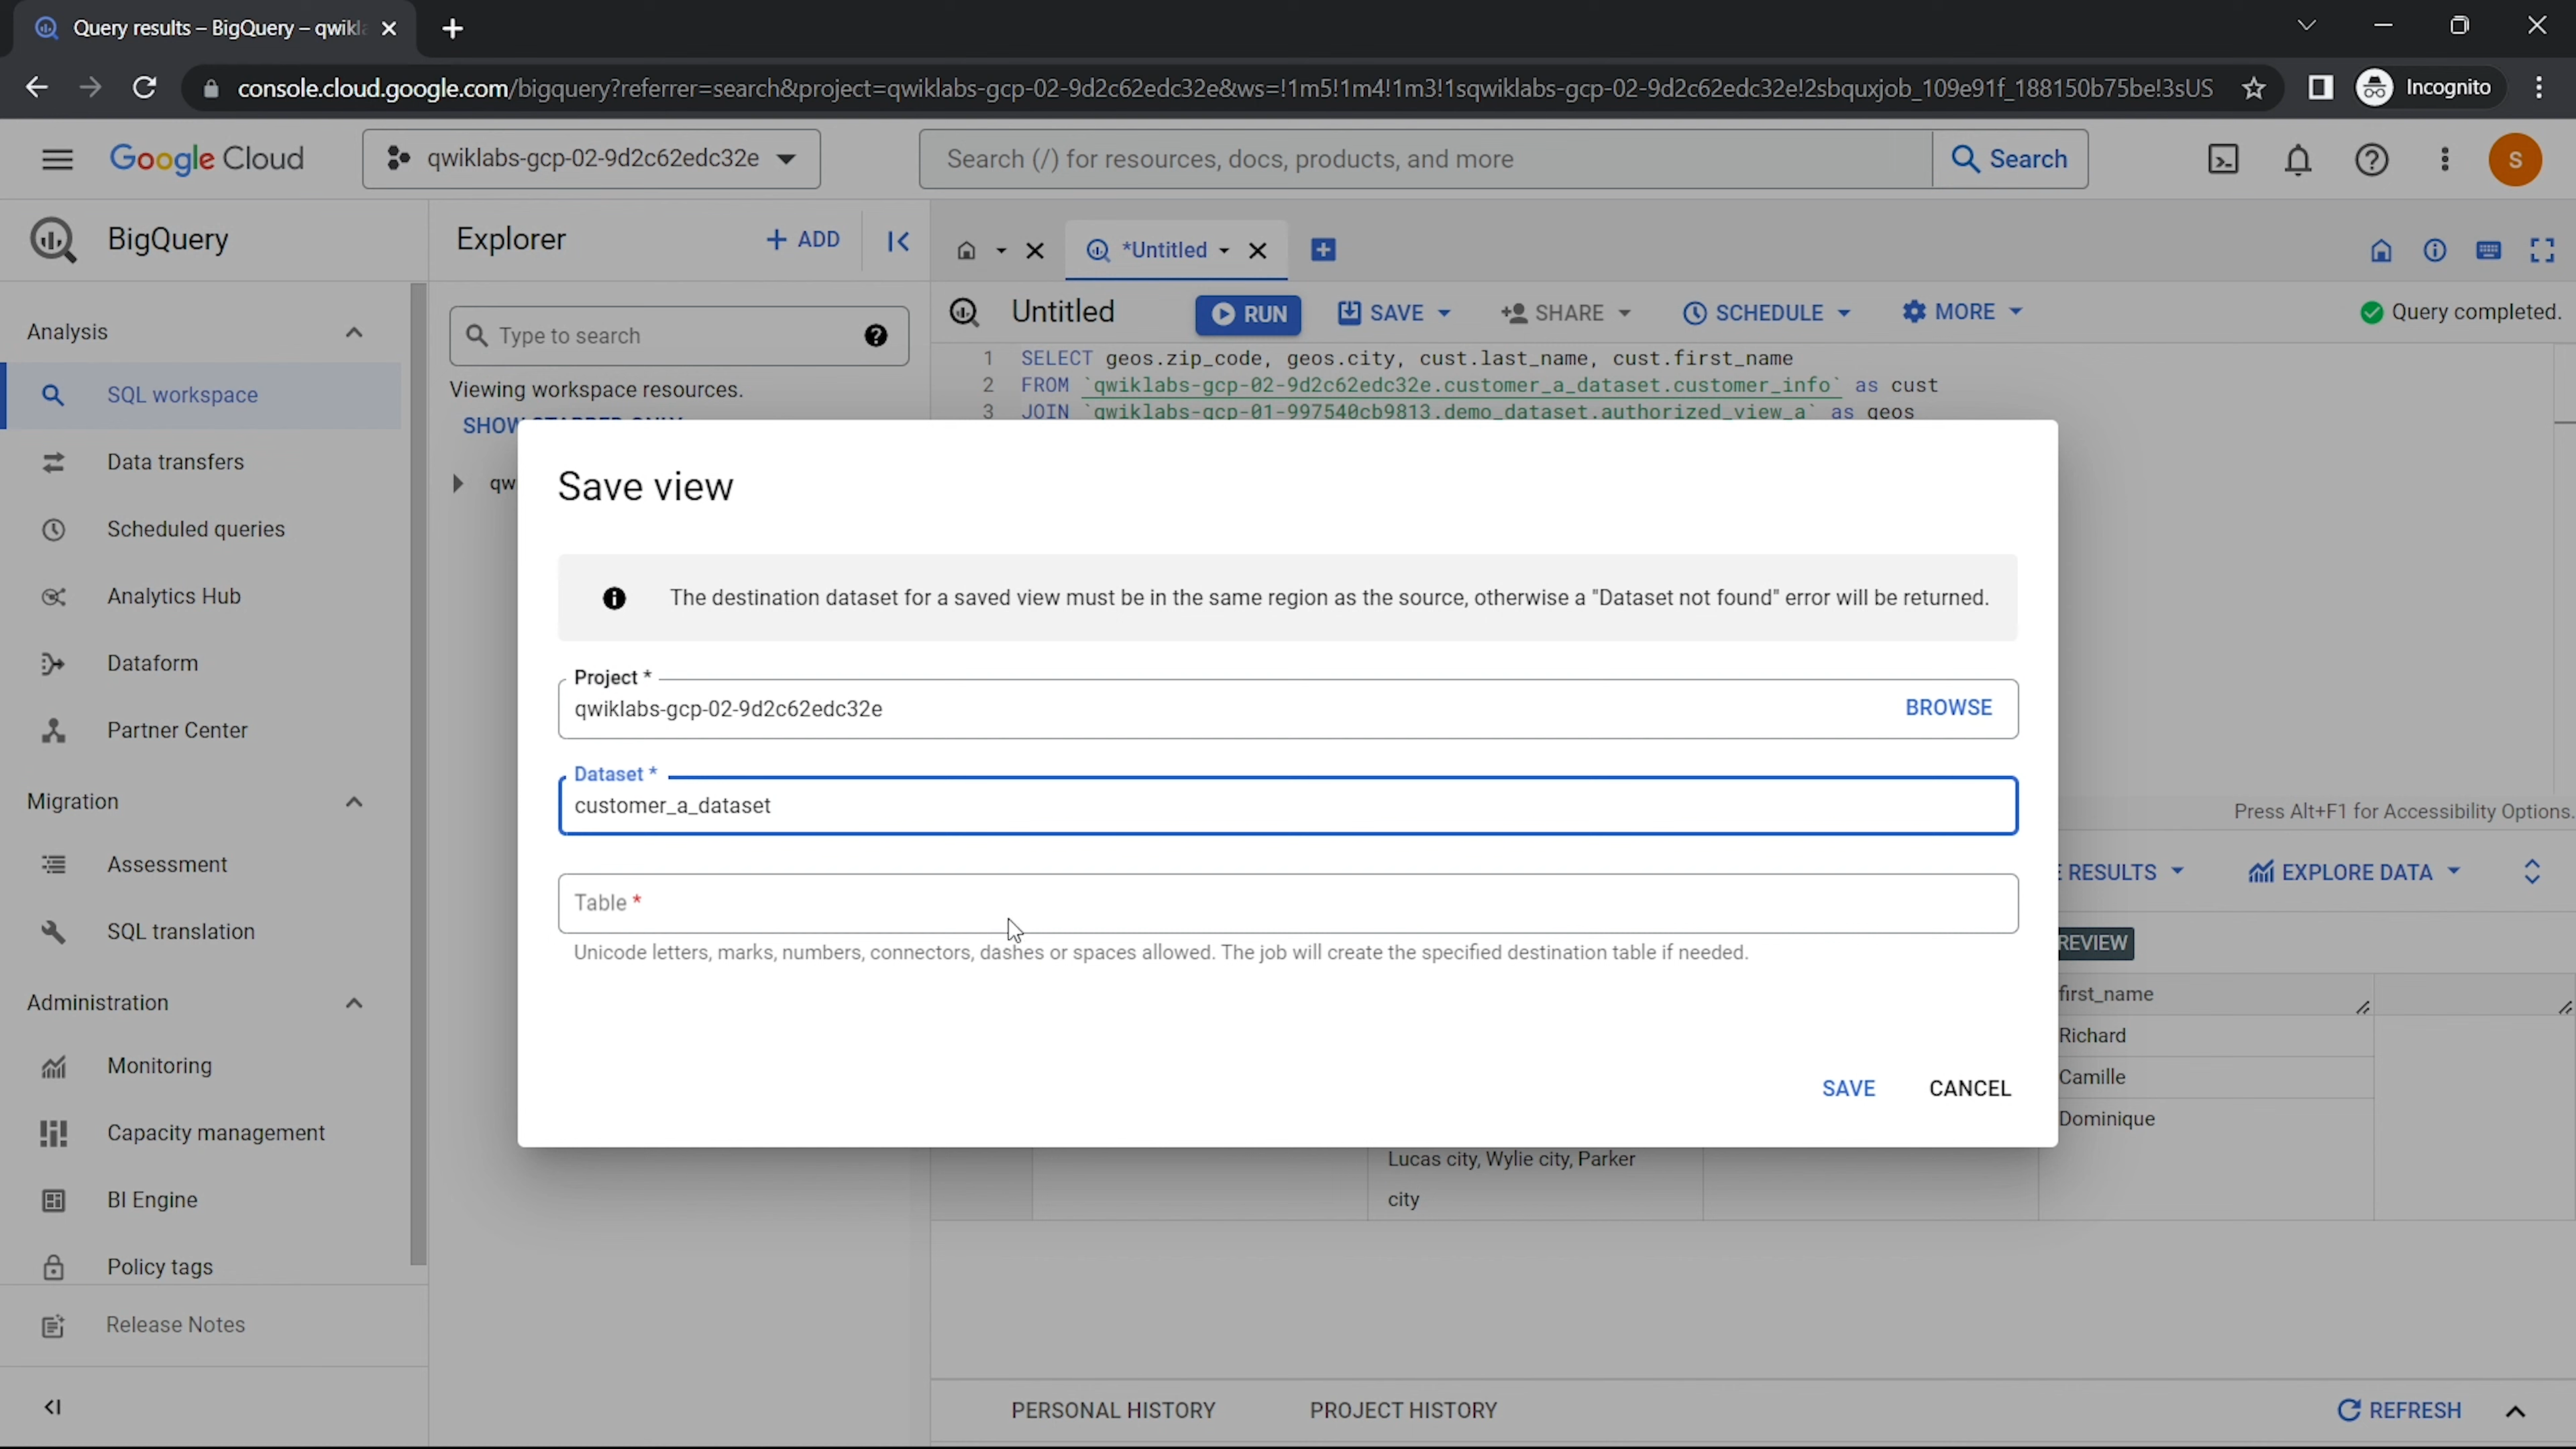 Query results – BigQuery – qwikl
console.cloud.google.com/bigquery?referrer=search&project=qwiklabs-gcp-02-9d2c62edc32e&ws=!1m5!1m4!1m3!1sqwiklabs-gcp-02-9d2c62edc32e!2sbquxjob_109e91f_188150b75be!3sUS
Incognito
Google Cloud
qwiklabs-gcp-02-9d2c62edc32e
Search (/) for resources, docs, products, and more
Search
S
BigQuery
Explorer
+ ADD
*Untitled
Analysis
SQL workspace
Data transfers
Scheduled queries
Analytics Hub
Dataform
Partner Center
Migration
Assessment
SQL translation
Administration
Monitoring
Capacity management
BI Engine
Policy tags
Release Notes
Type to search
Viewing workspace resources.
qw
Untitled
RUN
SAVE
SHARE
SCHEDULE
MORE
Query completed.
1 SELECT geos.zip_code, geos.city, cust.last_name, cust.first_name
2 FROM `qwiklabs-gcp-02-9d2c62edc32e.customer_a_dataset.customer_info` as cust
3 JOIN `qwiklabs-gcp-01-997540cb9813.demo_dataset.authorized_view_a` as geos
Save view
The destination dataset for a saved view must be in the same region as the source, otherwise a "Dataset not found" error will be returned.
Project *
qwiklabs-gcp-02-9d2c62edc32e
BROWSE
Dataset *
customer_a_dataset
Table *
Unicode letters, marks, numbers, connectors, dashes or spaces allowed. The job will create the specified destination table if needed.
SAVE
CANCEL
Press Alt+F1 for Accessibility Options.
RESULTS
EXPLORE DATA
REVIEW
first_name
Richard
Camille
Dominique
Lucas city, Wylie city, Parker
city
PERSONAL HISTORY
PROJECT HISTORY
REFRESH